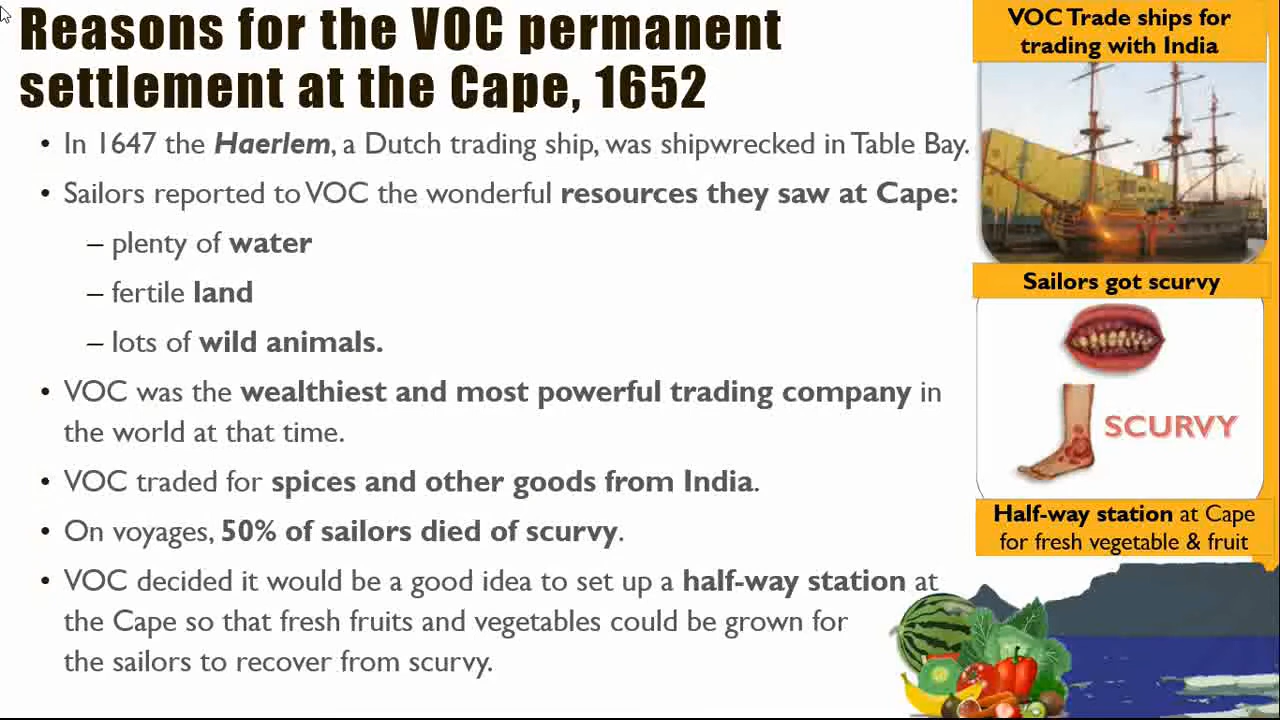 Reasons for the VOC permanent
settlement at the Cape, 1652
• In 1647 the Haerlem, a Dutch trading ship, was shipwrecked in Table Bay.
• Sailors reported to VOC the wonderful resources they saw at Cape:
– plenty of water
– fertile land
– lots of wild animals.
• VOC was the wealthiest and most powerful trading company in
the world at that time.
• VOC traded for spices and other goods from India.
• On voyages, 50% of sailors died of scurvy.
• VOC decided it would be a good idea to set up a half-way station at
the Cape so that fresh fruits and vegetables could be grown for
the sailors to recover from scurvy.
VOC Trade ships for
trading with India
Sailors got scurvy
SCURVY
Half-way station at Cape
for fresh vegetable & fruit